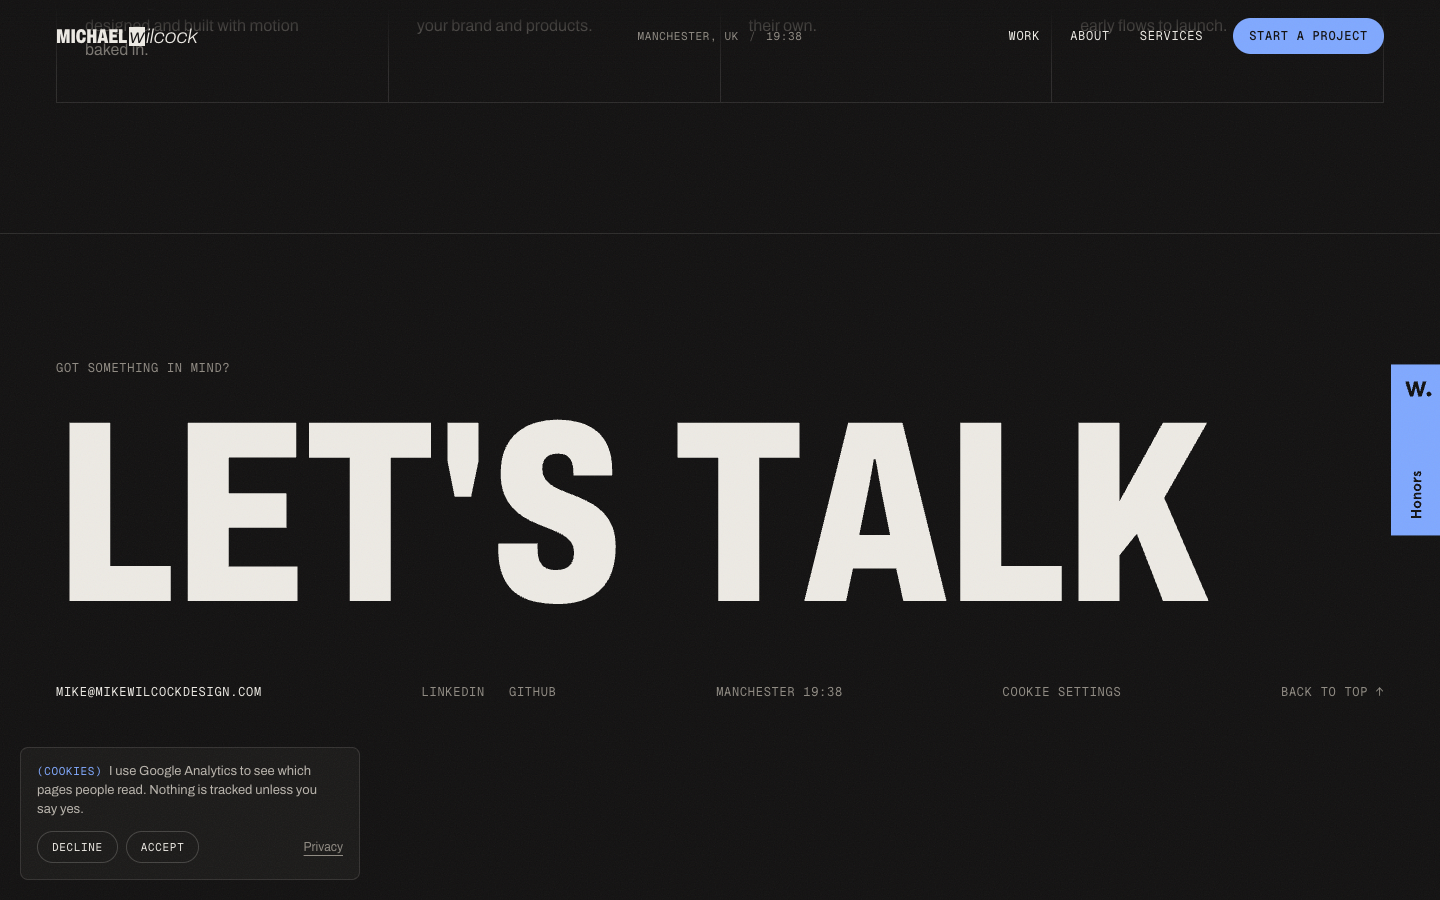 designed and built with motion
baked in.
your brand and products.
their own.
early flows to launch.
MICHAEL Wilcock
MANCHESTER, UK / 19:38
WORK
ABOUT
SERVICES
START A PROJECT
GOT SOMETHING IN MIND?
LET'S TALK
W.
Honors
MIKE@MIKEWILCOCKDESIGN.COM
LINKEDIN
GITHUB
MANCHESTER 19:38
COOKIE SETTINGS
BACK TO TOP ↑
(COOKIES) I use Google Analytics to see which
pages people read. Nothing is tracked unless you
say yes.
DECLINE
ACCEPT
Privacy